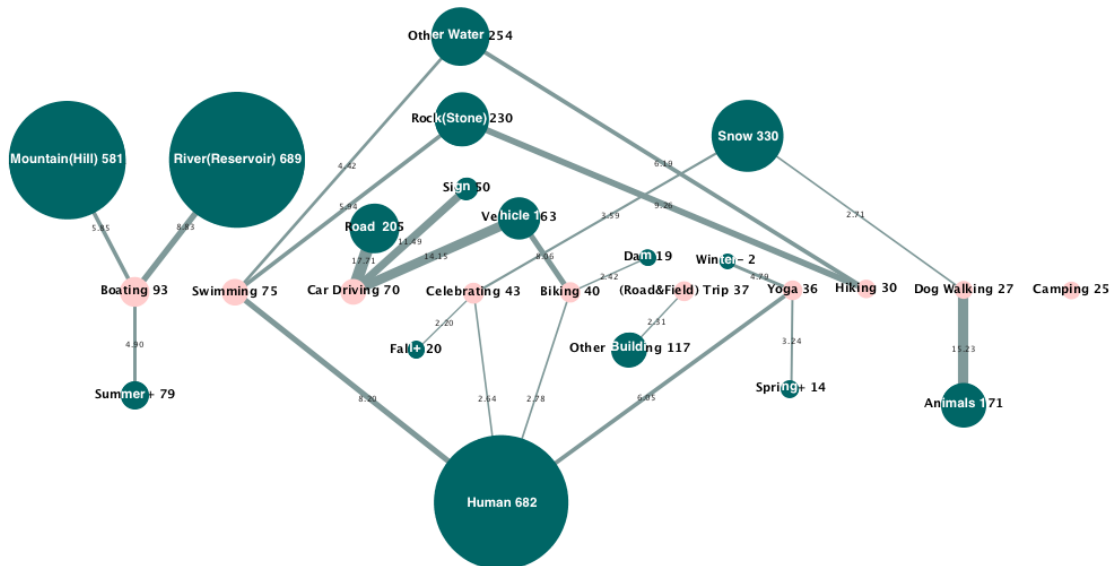 Other Water 254
Rock(Stone) 230
Snow 330
Mountain(Hill) 581
River(Reservoir) 689
4.42
6.19
5.94
9.26
3.59
2.71
Sign 50
Vehicle 163
Road 205
5.85
8.83
11.49
17.71
14.15
8.06
Dam 19
Winter- 2
2.42
4.79
Boating 93
Swimming 75
Car Driving 70
Celebrating 43
Biking 40
(Road&Field) Trip 37
Yoga 36
Hiking 30
Dog Walking 27
Camping 25
4.90
2.20
2.31
3.24
15.23
Fall+ 20
Other Building 117
Summer+ 79
Spring+ 14
Animals 171
8.20
2.64
2.78
6.05
Human 682